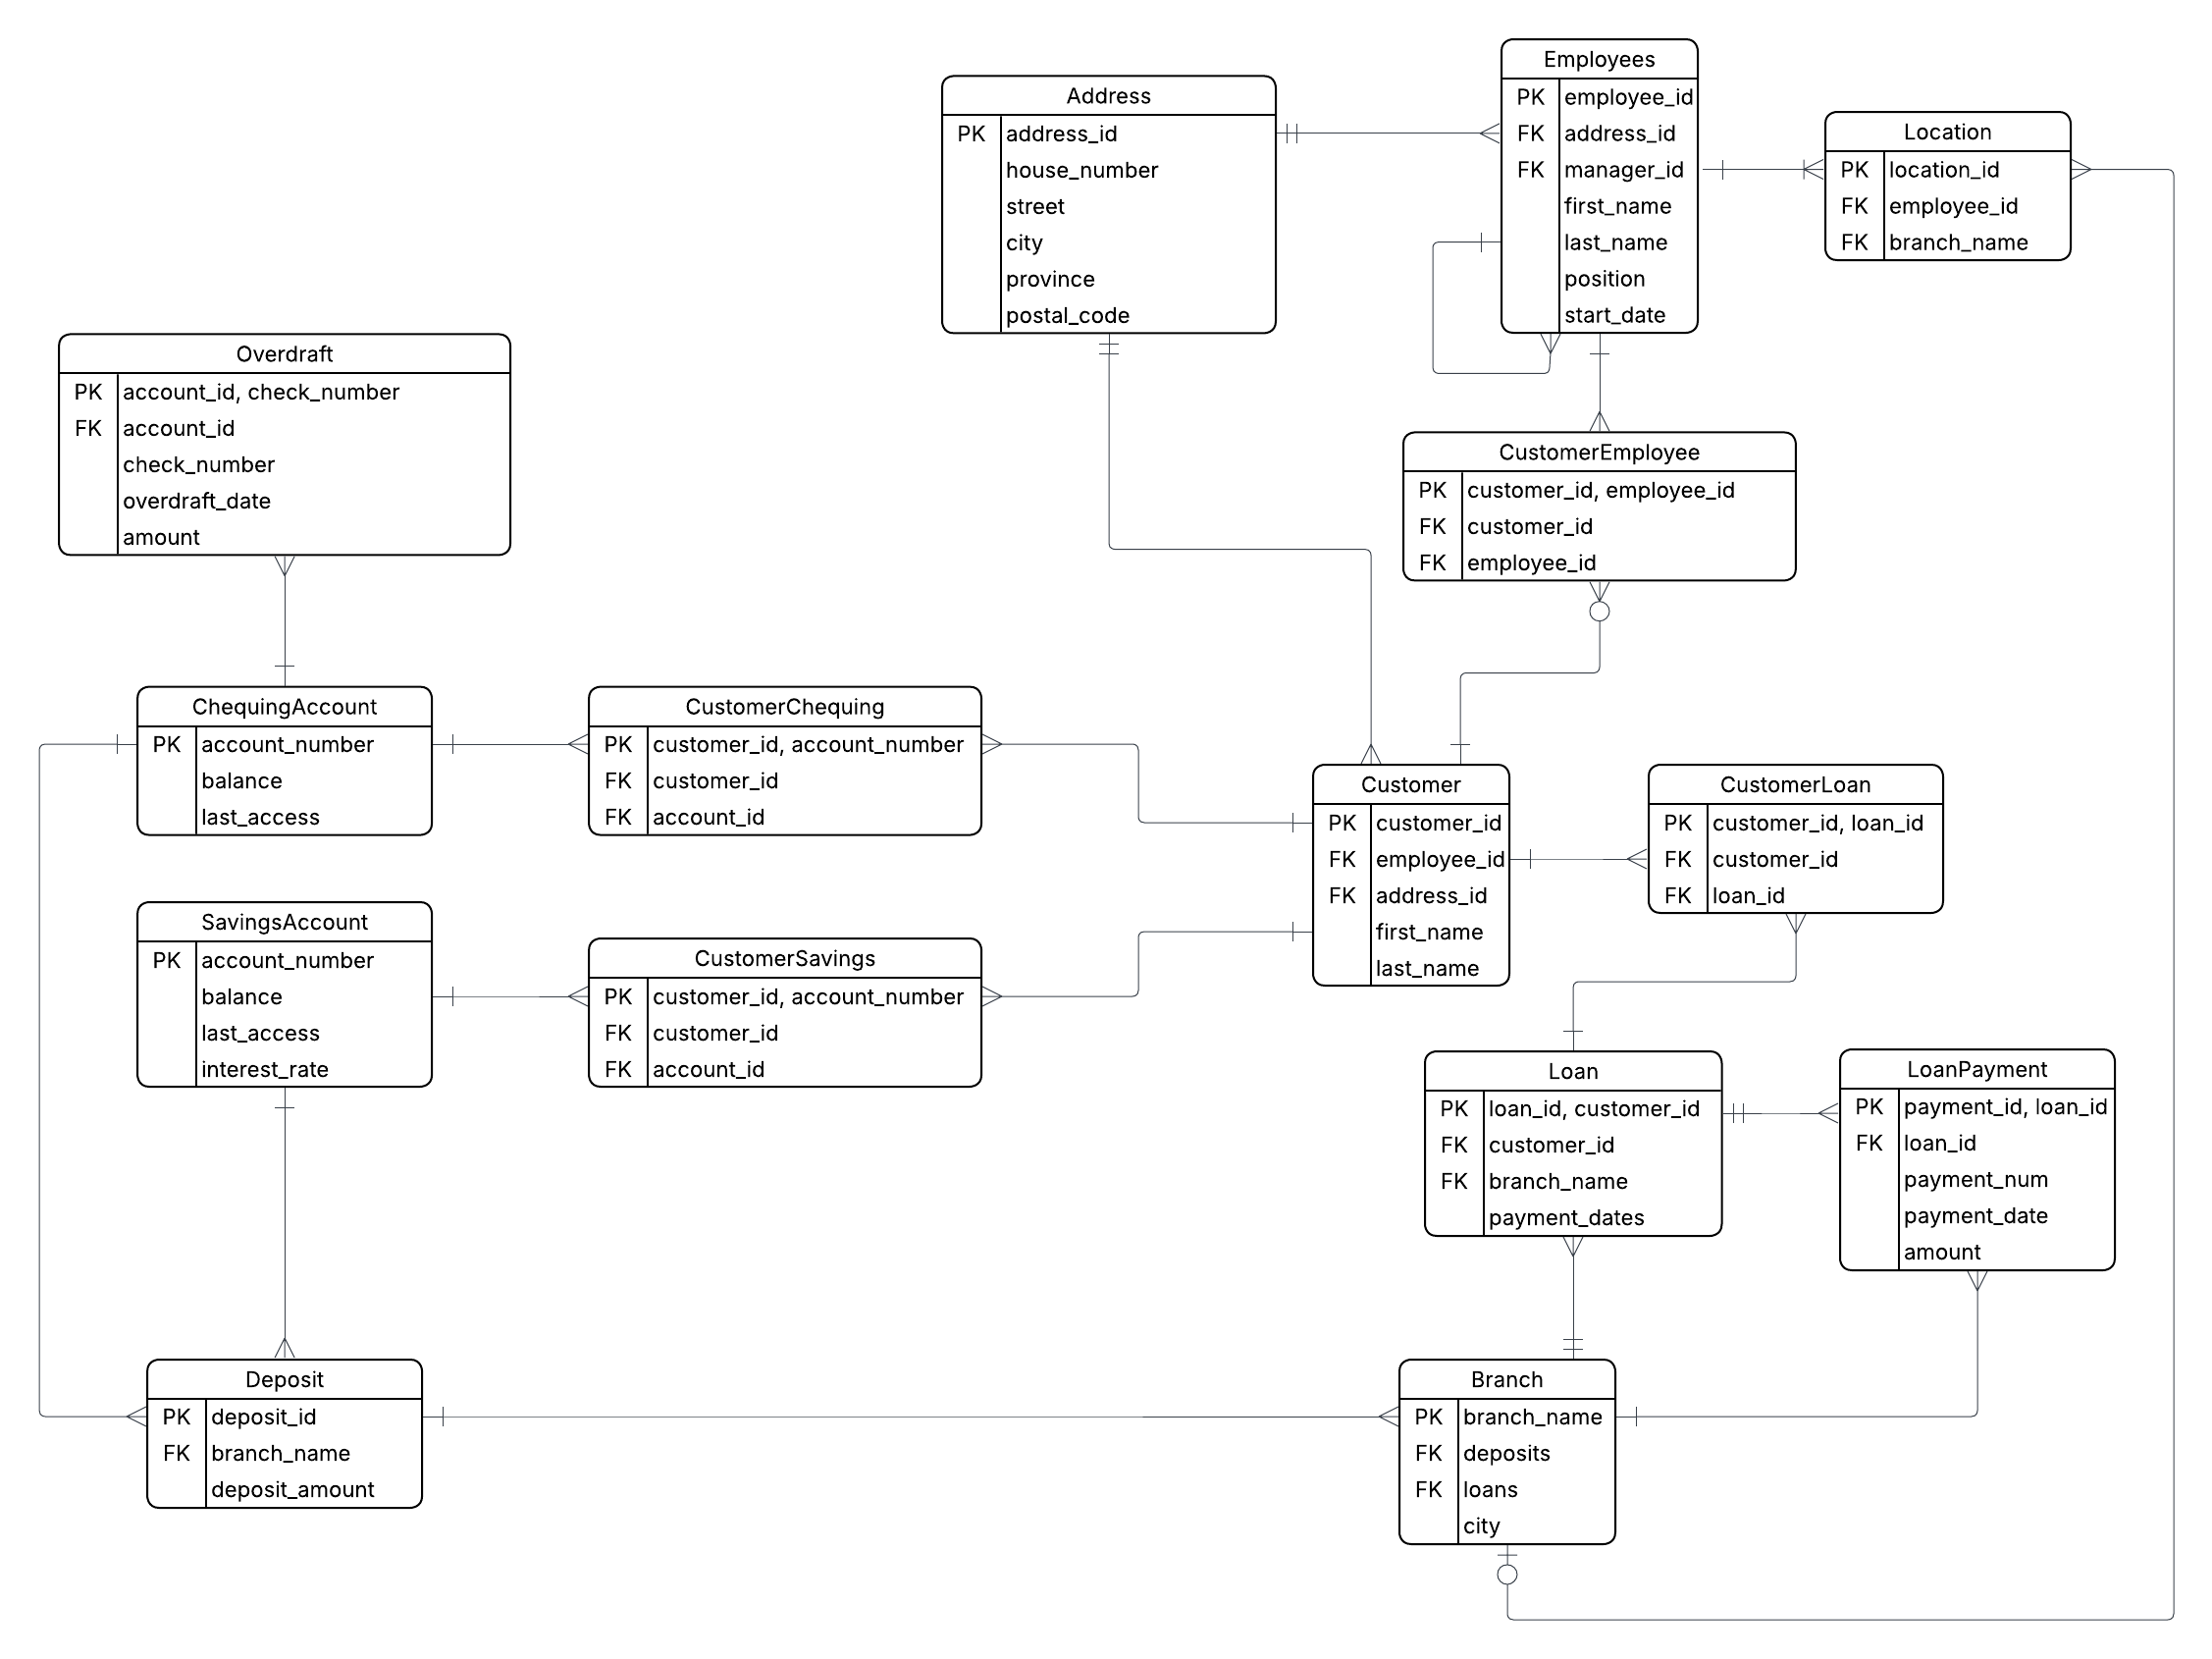 Employees
PK employee_id
FK address_id
FK manager_id
first_name
last_name
position
start_date
Address
PK address_id
house_number
street
city
province
postal_code
Location
PK location_id
FK employee_id
FK branch_name
Overdraft
PK account_id, check_number
FK account_id
check_number
overdraft_date
amount
CustomerEmployee
PK customer_id, employee_id
FK customer_id
FK employee_id
ChequingAccount
PK account_number
balance
last_access
CustomerChequing
PK customer_id, account_number
FK customer_id
FK account_id
Customer
PK customer_id
FK employee_id
FK address_id
first_name
last_name
CustomerLoan
PK customer_id, loan_id
FK customer_id
FK loan_id
SavingsAccount
PK account_number
balance
last_access
interest_rate
CustomerSavings
PK customer_id, account_number
FK customer_id
FK account_id
Loan
PK loan_id, customer_id
FK customer_id
FK branch_name
payment_dates
LoanPayment
PK payment_id, loan_id
FK loan_id
payment_num
payment_date
amount
Deposit
PK deposit_id
FK branch_name
deposit_amount
Branch
PK branch_name
FK deposits
FK loans
city